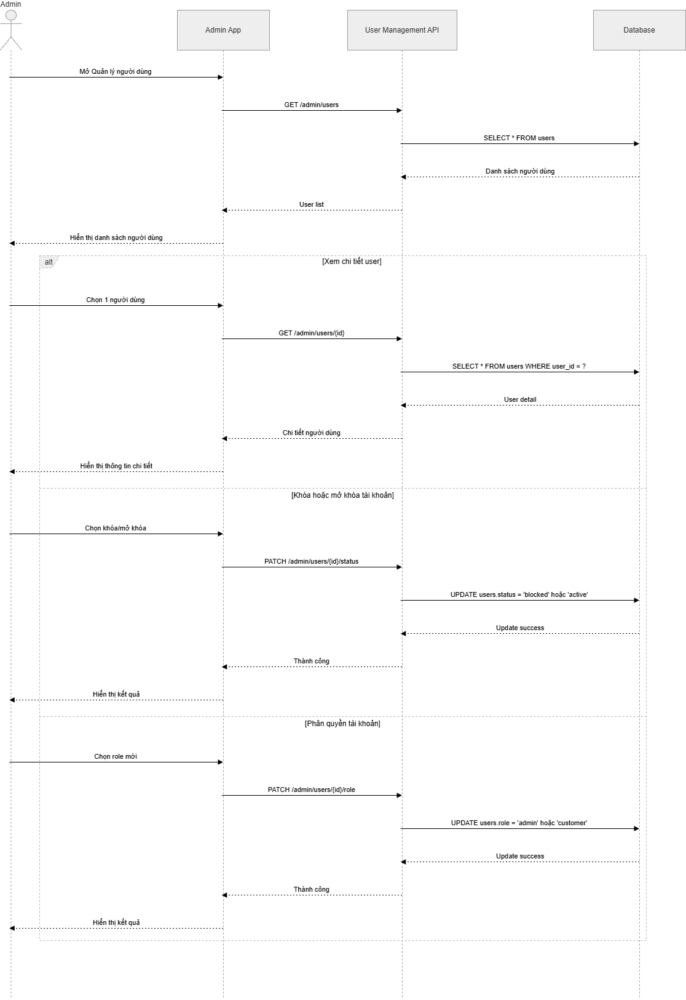 Admin
Admin App
User Management API
Database
Mở Quản lý người dùng
GET /admin/users
SELECT * FROM users
Danh sách người dùng
User list
Hiển thị danh sách người dùng
alt
[Xem chi tiết user]
Chọn 1 người dùng
GET /admin/users/{id}
SELECT * FROM users WHERE user_id = ?
User detail
Chi tiết người dùng
Hiển thị thông tin chi tiết
[Khóa hoặc mở khóa tài khoản]
Chọn khóa/mở khóa
PATCH /admin/users/{id}/status
UPDATE users.status = 'blocked' hoặc 'active'
Update success
Thành công
Hiển thị kết quả
[Phân quyền tài khoản]
Chọn role mới
PATCH /admin/users/{id}/role
UPDATE users.role = 'admin' hoặc 'customer'
Update success
Thành công
Hiển thị kết quả